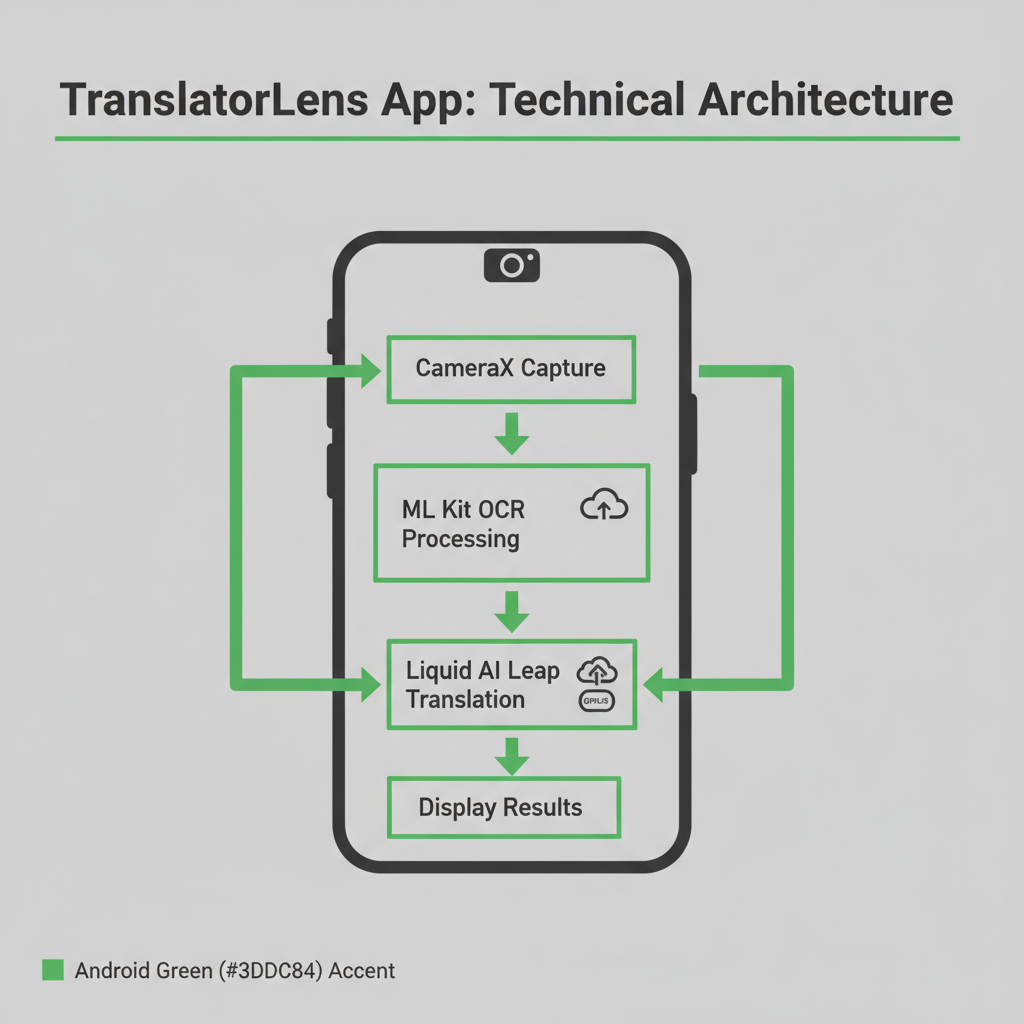 TranslatorLens App: Technical Architecture
CameraX Capture
ML Kit OCR
Processing
Liquid AI Leap
Translation
Display Results
Android Green (#3DDC84) Accent